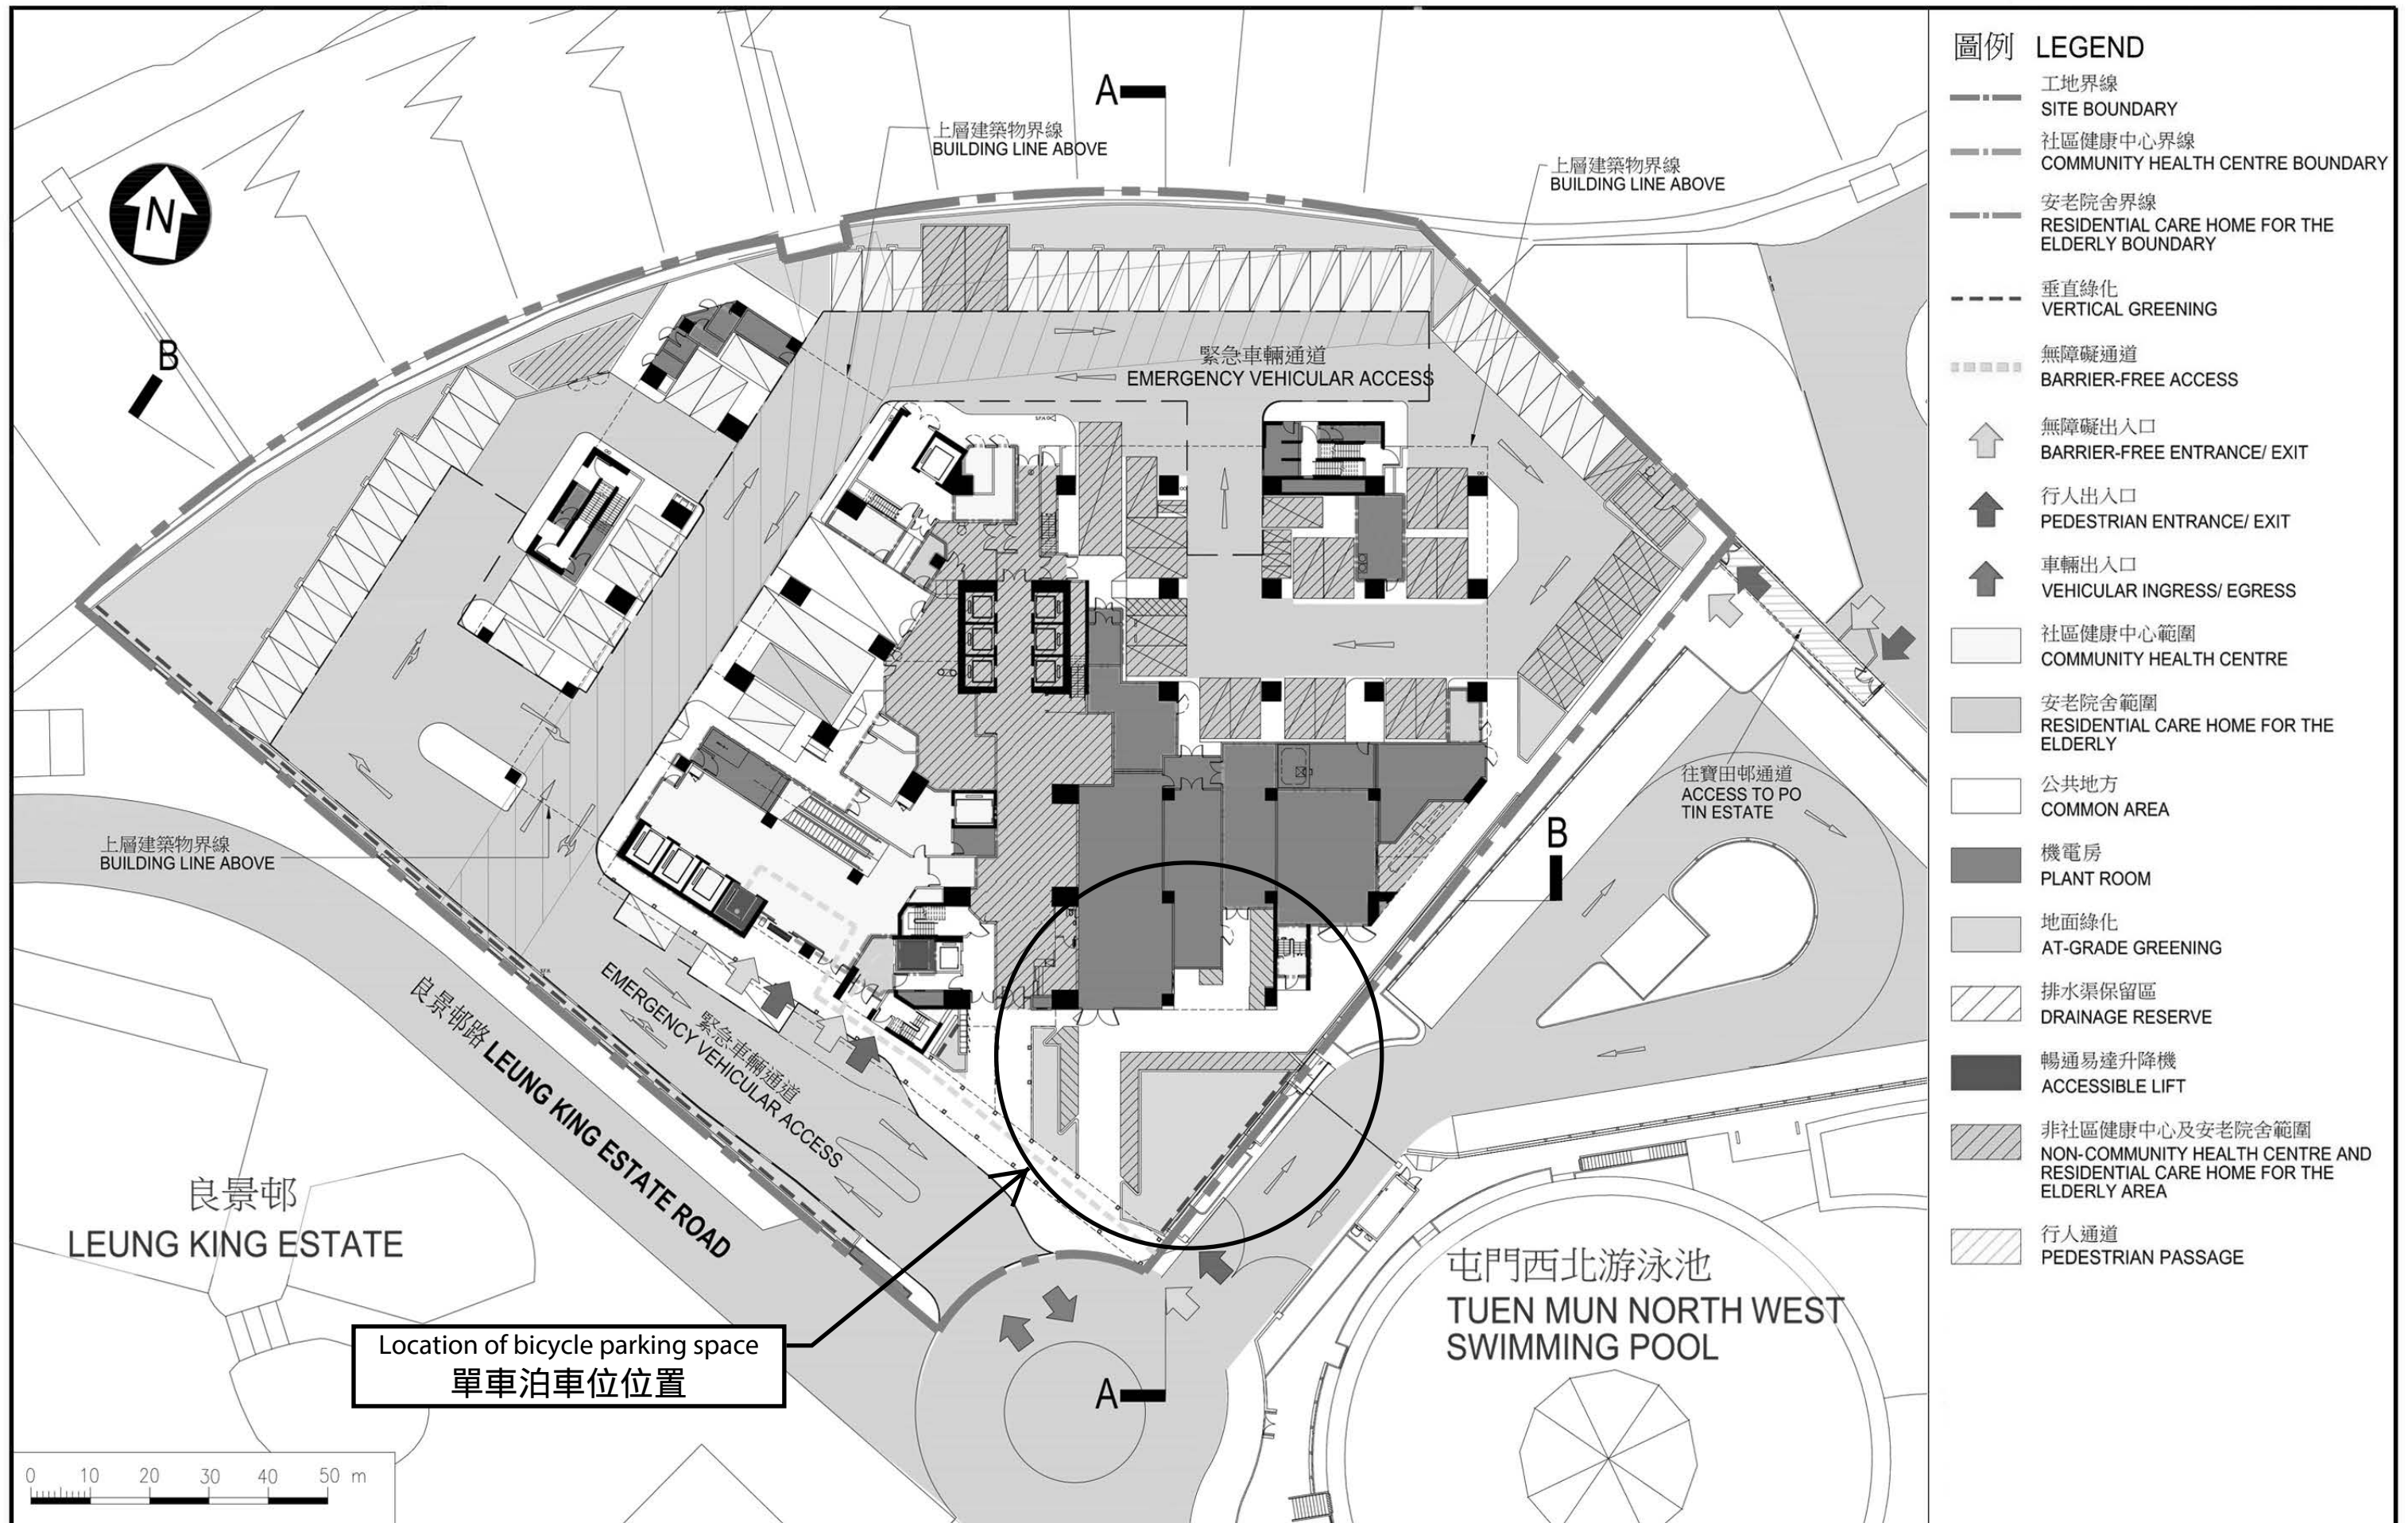 A
上層建築物界線
BUILDING LINE ABOVE
上層建築物界線
BUILDING LINE ABOVE
N
B
緊急車輛通道
EMERGENCY VEHICULAR ACCESS
往寶田邨通道
ACCESS TO PO
TIN ESTATE
B
上層建築物界線
BUILDING LINE ABOVE
緊急車輛通道
EMERGENCY VEHICULAR ACCESS
良景邨路 LEUNG KING ESTATE ROAD
良景邨
LEUNG KING ESTATE
屯門西北游泳池
TUEN MUN NORTH WEST
SWIMMING POOL
Location of bicycle parking space
單車泊車位位置
A
0 10 20 30 40 50 m
圖例 LEGEND
工地界線
SITE BOUNDARY
社區健康中心界線
COMMUNITY HEALTH CENTRE BOUNDARY
安老院舍界線
RESIDENTIAL CARE HOME FOR THE
ELDERLY BOUNDARY
垂直綠化
VERTICAL GREENING
無障礙通道
BARRIER-FREE ACCESS
無障礙出入口
BARRIER-FREE ENTRANCE/ EXIT
行人出入口
PEDESTRIAN ENTRANCE/ EXIT
車輛出入口
VEHICULAR INGRESS/ EGRESS
社區健康中心範圍
COMMUNITY HEALTH CENTRE
安老院舍範圍
RESIDENTIAL CARE HOME FOR THE
ELDERLY
公共地方
COMMON AREA
機電房
PLANT ROOM
地面綠化
AT-GRADE GREENING
排水渠保留區
DRAINAGE RESERVE
暢通易達升降機
ACCESSIBLE LIFT
非社區健康中心及安老院舍範圍
NON-COMMUNITY HEALTH CENTRE AND
RESIDENTIAL CARE HOME FOR THE
ELDERLY AREA
行人通道
PEDESTRIAN PASSAGE